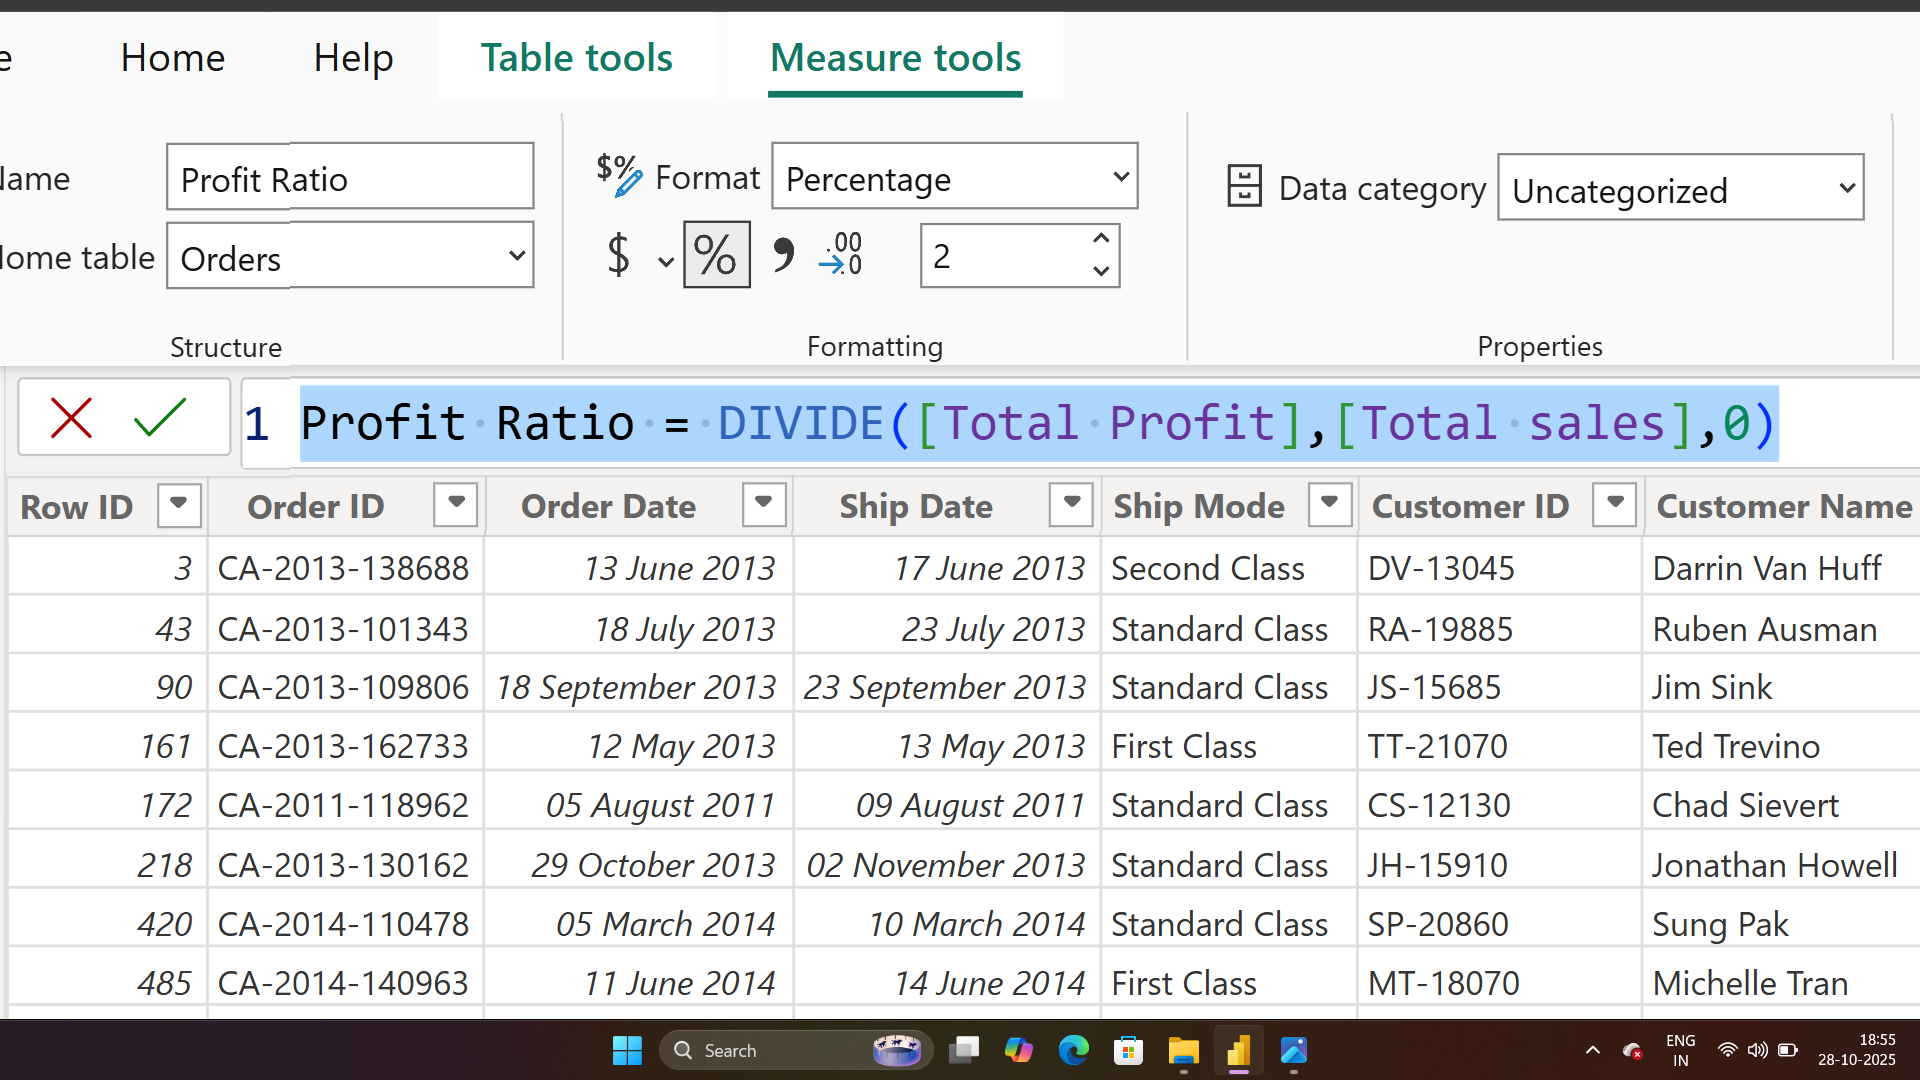 e Home Help Table tools Measure tools
Name Profit Ratio $% Format Percentage Data category Uncategorized
Home table Orders $ % , .00 .0 2
Structure Formatting Properties
1 Profit Ratio = DIVIDE([Total Profit],[Total sales],0)
Row ID Order ID Order Date Ship Date Ship Mode Customer ID Customer Name
3 CA-2013-138688 13 June 2013 17 June 2013 Second Class DV-13045 Darrin Van Huff
43 CA-2013-101343 18 July 2013 23 July 2013 Standard Class RA-19885 Ruben Ausman
90 CA-2013-109806 18 September 2013 23 September 2013 Standard Class JS-15685 Jim Sink
161 CA-2013-162733 12 May 2013 13 May 2013 First Class TT-21070 Ted Trevino
172 CA-2011-118962 05 August 2011 09 August 2011 Standard Class CS-12130 Chad Sievert
218 CA-2013-130162 29 October 2013 02 November 2013 Standard Class JH-15910 Jonathan Howell
420 CA-2014-110478 05 March 2014 10 March 2014 Standard Class SP-20860 Sung Pak
485 CA-2014-140963 11 June 2014 14 June 2014 First Class MT-18070 Michelle Tran
Search ENG 18:55
IN 28-10-2025